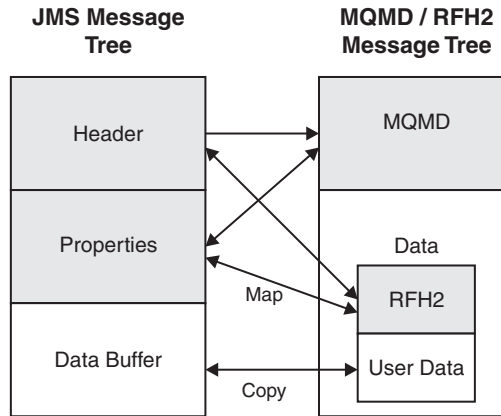 JMS Message
Tree
MQMD / RFH2
Message Tree
Header
MQMD
Properties
Data
Map
RFH2
Data Buffer
User Data
Copy